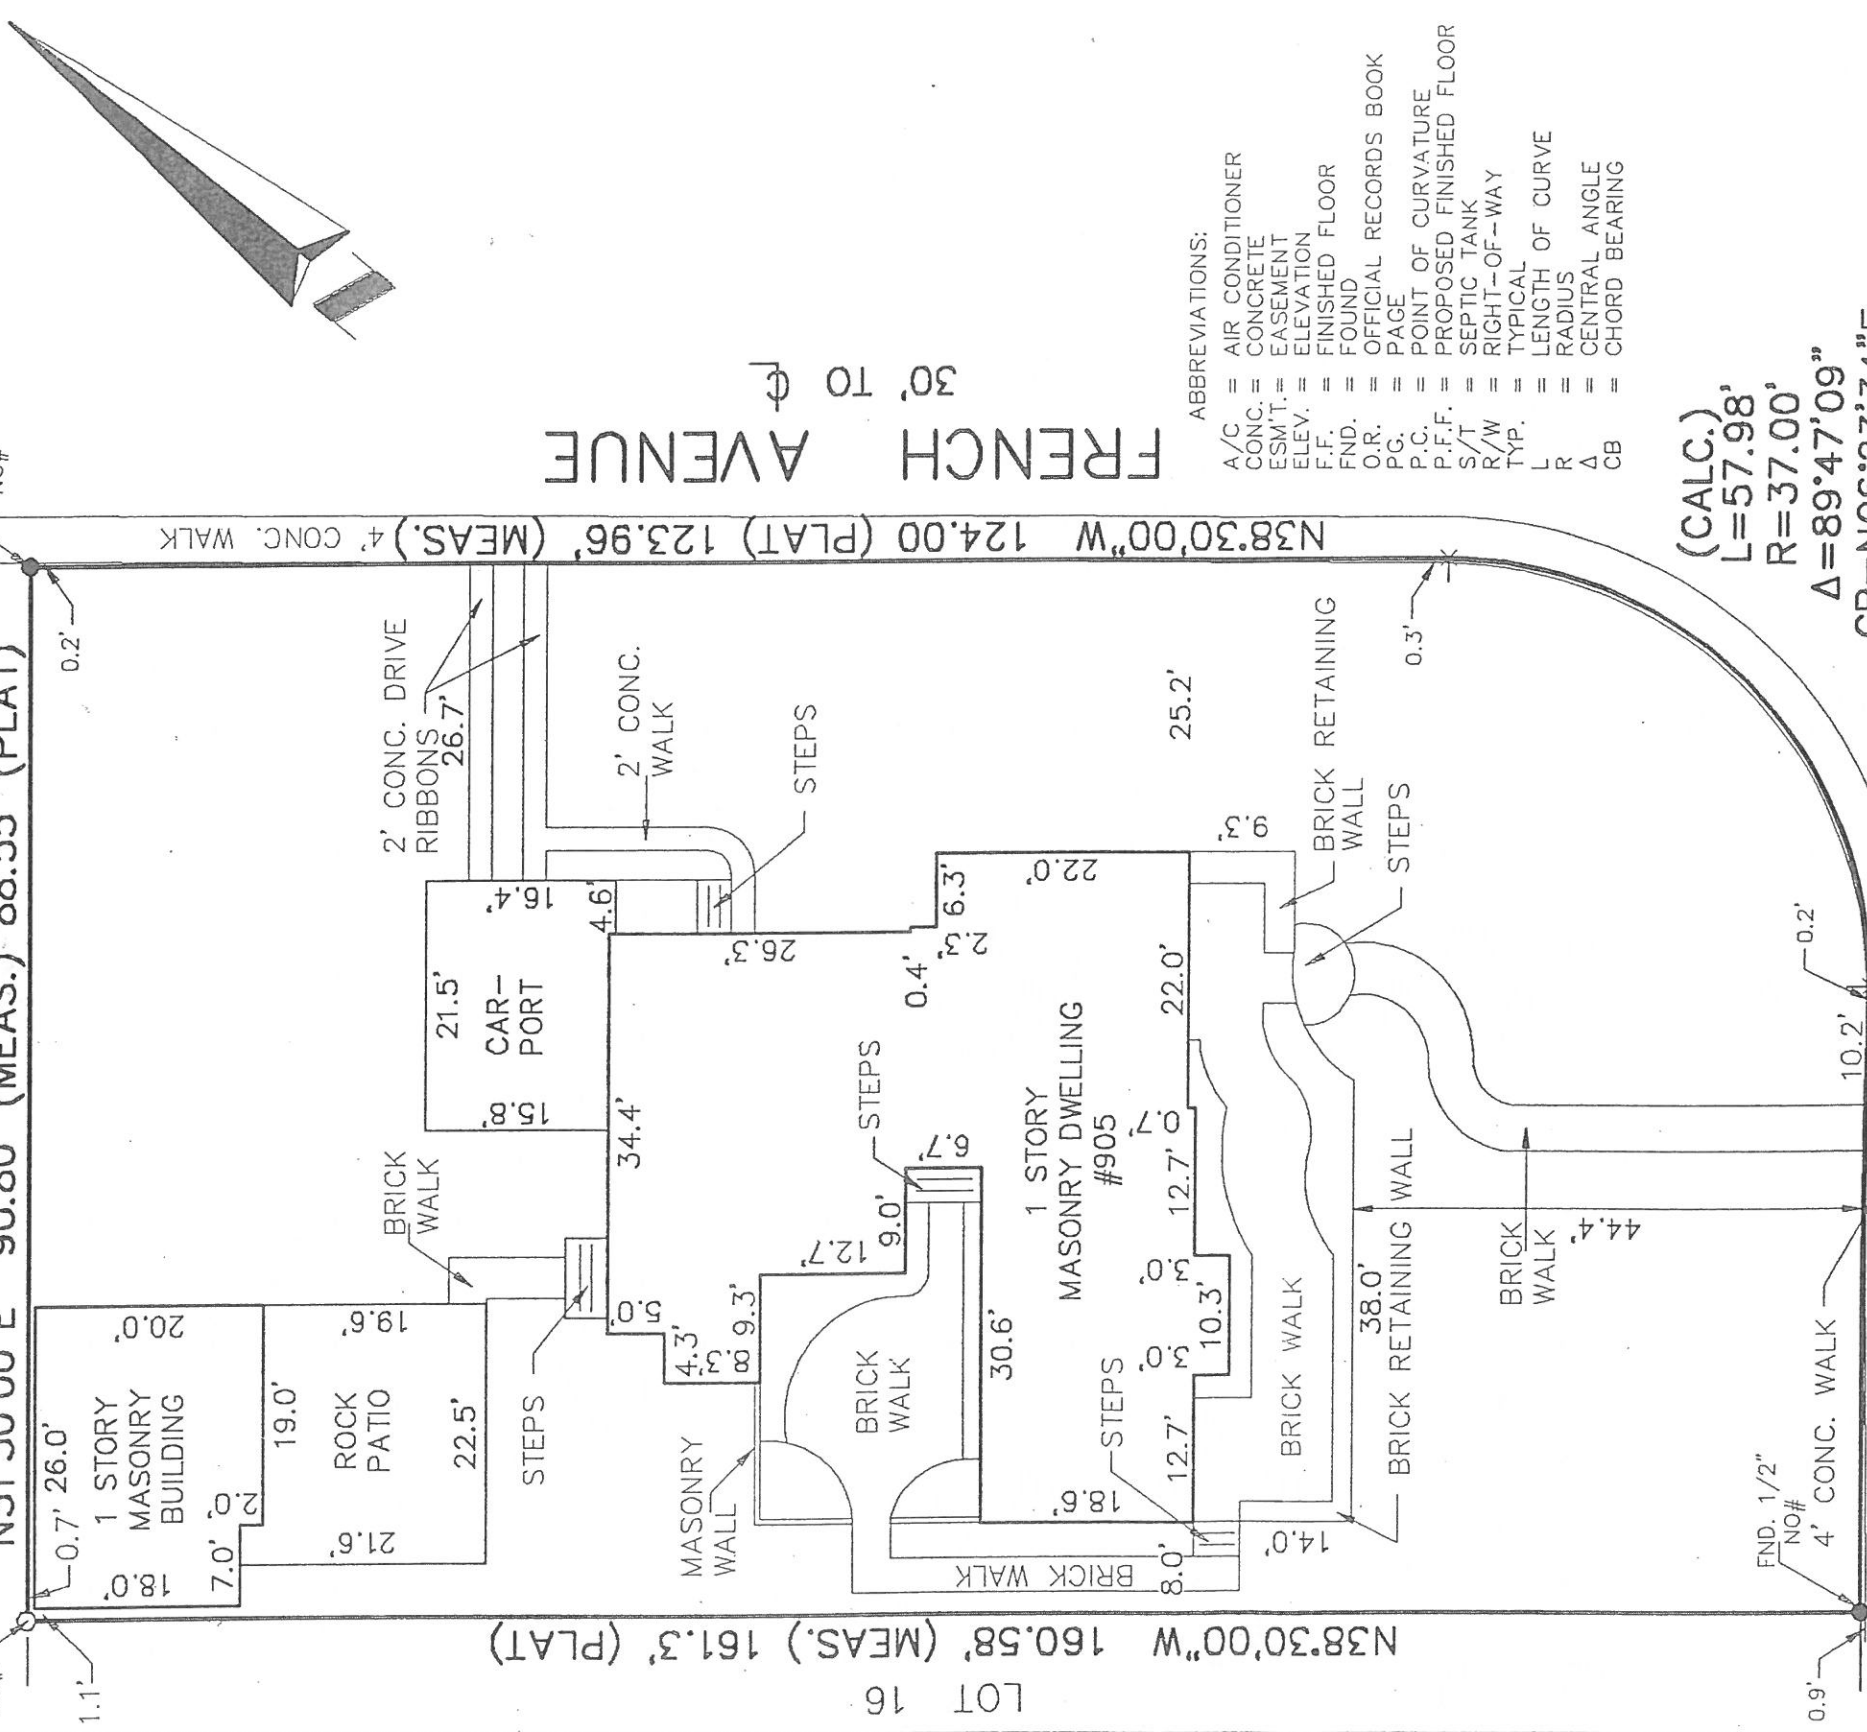 N51°30'00"E 90.80' (MEAS.) 88.55 (PLAT)
NO#
0.2'
1.1'
0.7'
26.0'
1 STORY
MASONRY
BUILDING
20.0'
18.0'
7.0'
2.0'
19.0'
ROCK
PATIO
19.6'
21.6'
22.5'
BRICK
WALK
STEPS
2' CONC. DRIVE
RIBBONS
26.7'
2' CONC.
WALK
STEPS
21.5'
CAR-
PORT
16.4'
15.8'
4.6'
34.4'
5.0'
4.3'
8.3'
9.3'
12.7'
9.0'
STEPS
6.7'
26.3'
0.4'
2.3'
6.3'
22.0'
25.2'
1 STORY
MASONRY DWELLING
#905
30.6'
18.6'
MASONRY
WALL
BRICK
WALK
BRICK WALK
8.0'
STEPS
14.0'
12.7'
3.0'
10.3'
3.0'
12.7'
0.7'
22.0'
9.3'
BRICK RETAINING
WALL
STEPS
BRICK WALK
38.0'
BRICK RETAINING WALL
BRICK
WALK
44.4'
FND. 1/2"
NO#
4' CONC. WALK
10.2'
0.2'
0.3'
0.9'
N38°30'00"W 160.58' (MEAS.) 161.3' (PLAT)
LOT 16
N38°30'00"W 124.00 (PLAT) 123.96' (MEAS.)
4' CONC. WALK
FRENCH AVENUE
30' TO ℄
ABBREVIATIONS:
A/C = AIR CONDITIONER
CONC. = CONCRETE
ESM'T. = EASEMENT
ELEV. = ELEVATION
F.F. = FINISHED FLOOR
FND. = FOUND
O.R. = OFFICIAL RECORDS BOOK
PG. = PAGE
P.C. = POINT OF CURVATURE
P.F.F. = PROPOSED FINISHED FLOOR
S/T = SEPTIC TANK
R/W = RIGHT-OF-WAY
TYP. = TYPICAL
L = LENGTH OF CURVE
R = RADIUS
Δ = CENTRAL ANGLE
CB = CHORD BEARING
(CALC.)
L=57.98'
R=37.00'
Δ=89°47'09"